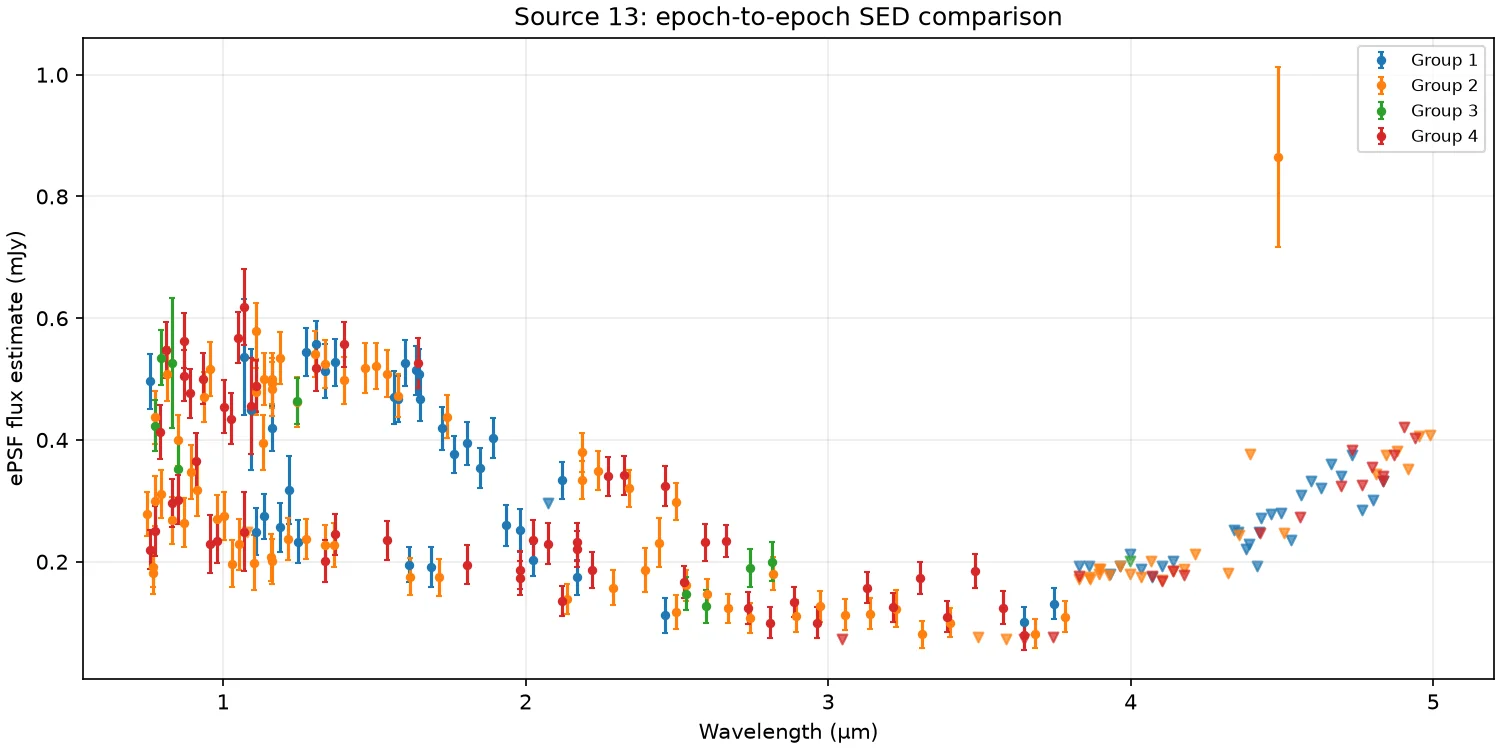 Source 13: epoch-to-epoch SED comparison
ePSF flux estimate (mJy)
1.0
0.8
0.6
0.4
0.2
Group 1
Group 2
Group 3
Group 4
1 2 3 4 5
Wavelength (µm)